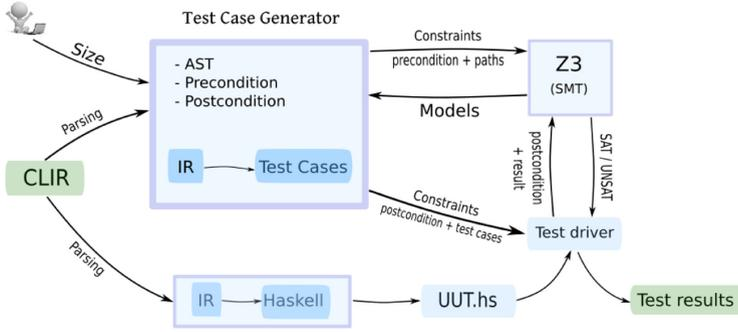 Test Case Generator
Size
- AST
- Precondition
- Postcondition
IR
Test Cases
Constraints
precondition + paths
Models
Z3
(SMT)
Parsing
CLIR
Parsing
Constraints
postcondition + test cases
postcondition
+ result
SAT / UNSAT
Test driver
IR
Haskell
UUT.hs
Test results